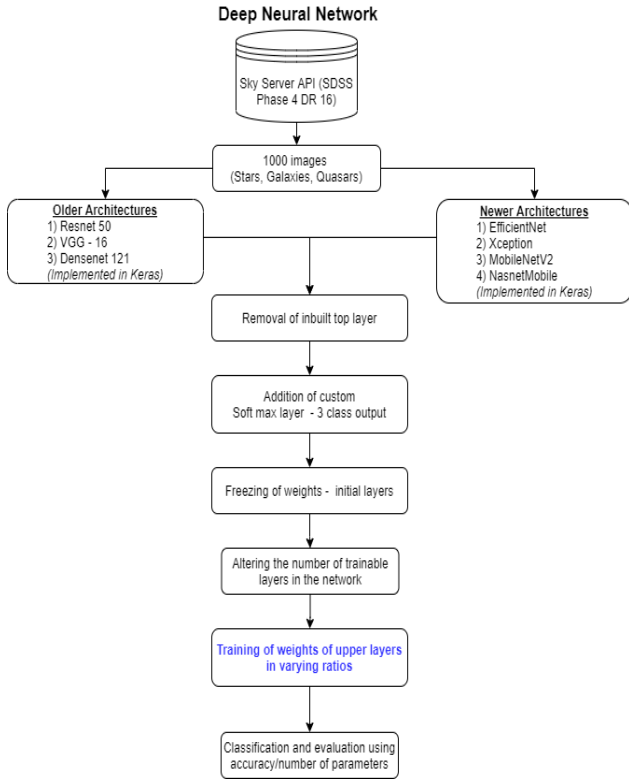 Deep Neural Network
Sky Server API (SDSS
Phase 4 DR 16)
1000 images
(Stars, Galaxies, Quasars)
Older Architectures
1) Resnet 50
2) VGG - 16
3) Densenet 121
(Implemented in Keras)
Newer Architectures
1) EfficientNet
2) Xception
3) MobileNetV2
4) NasnetMobile
(Implemented in Keras)
Removal of inbuilt top layer
Addition of custom
Soft max layer - 3 class output
Freezing of weights - initial layers
Altering the number of trainable
layers in the network
Training of weights of upper layers
in varying ratios
Classification and evaluation using
accuracy/number of parameters